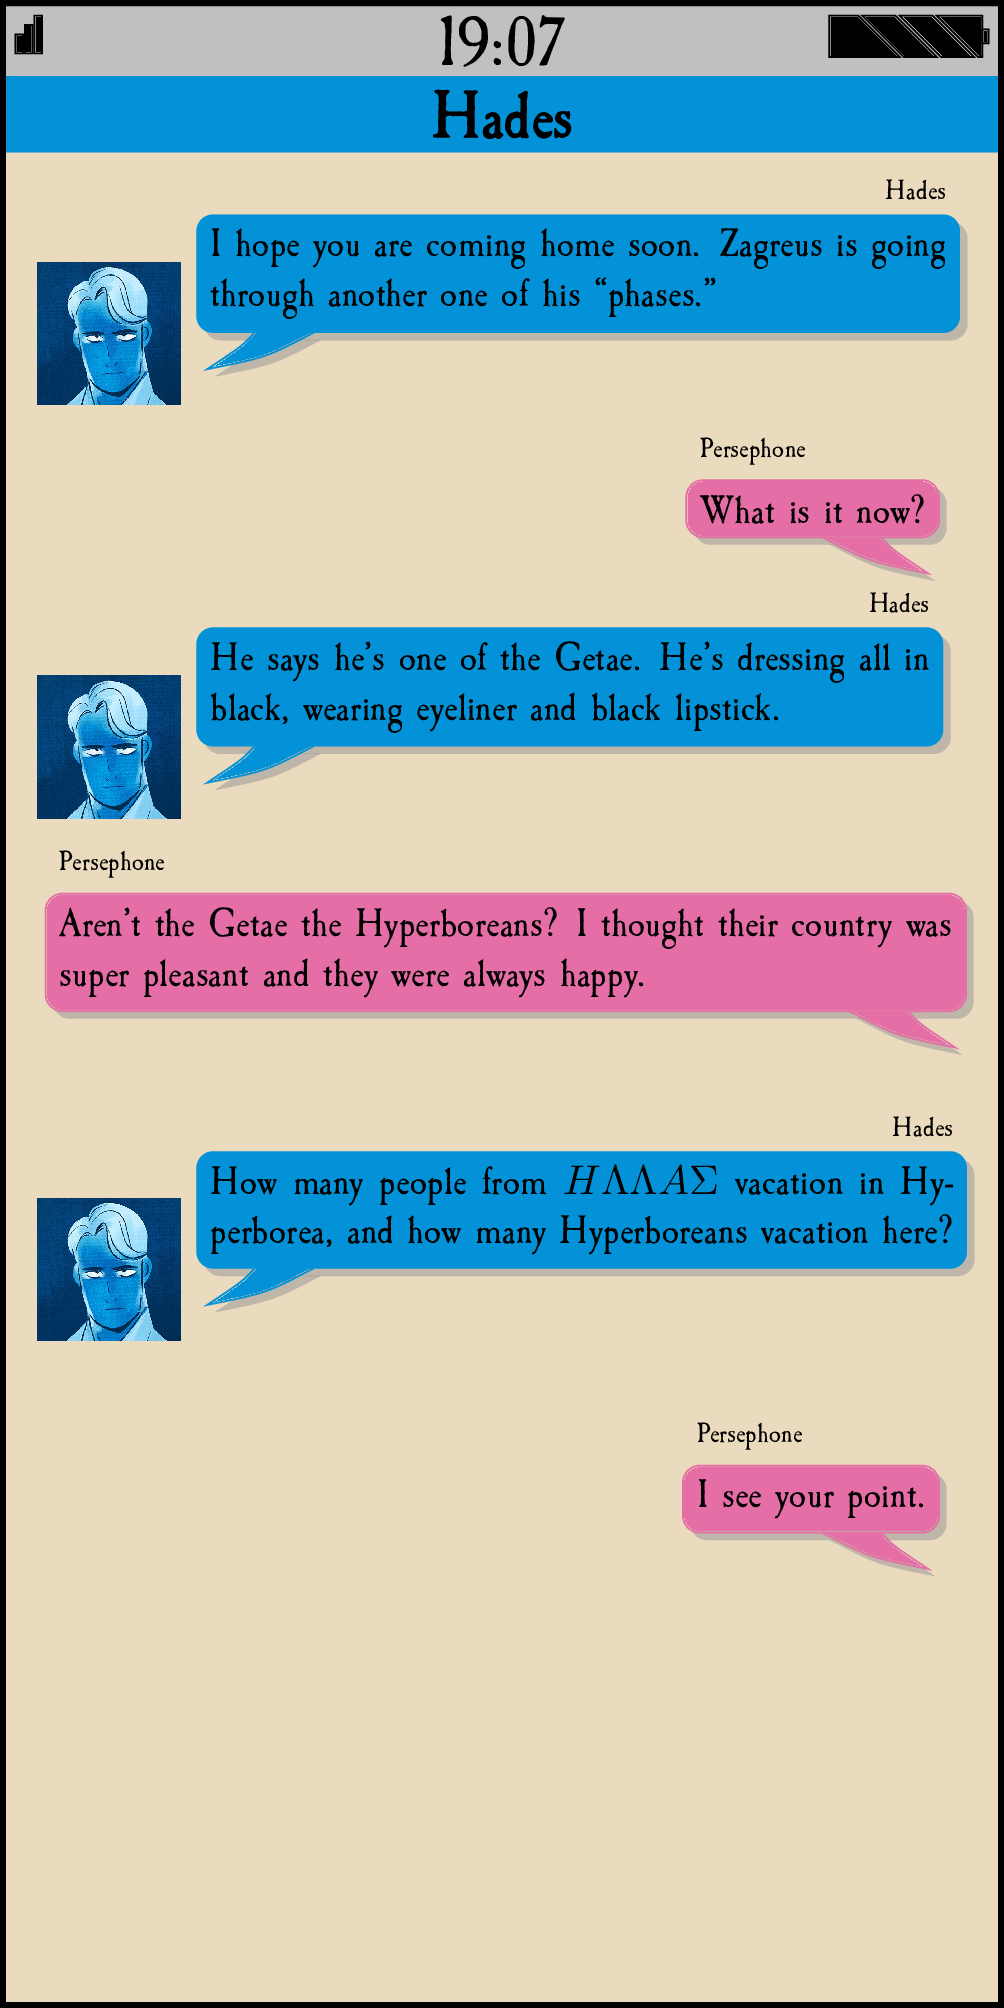 19:07
Hades
Hades
I hope you are coming home soon. Zagreus is going
through another one of his “phases.”
Persephone
What is it now?
Hades
He says he’s one of the Getae. He’s dressing all in
black, wearing eyeliner and black lipstick.
Persephone
Aren’t the Getae the Hyperboreans? I thought their country was
super pleasant and they were always happy.
Hades
How many people from ΗΛΛΑΣ vacation in Hy-
perborea, and how many Hyperboreans vacation here?
Persephone
I see your point.